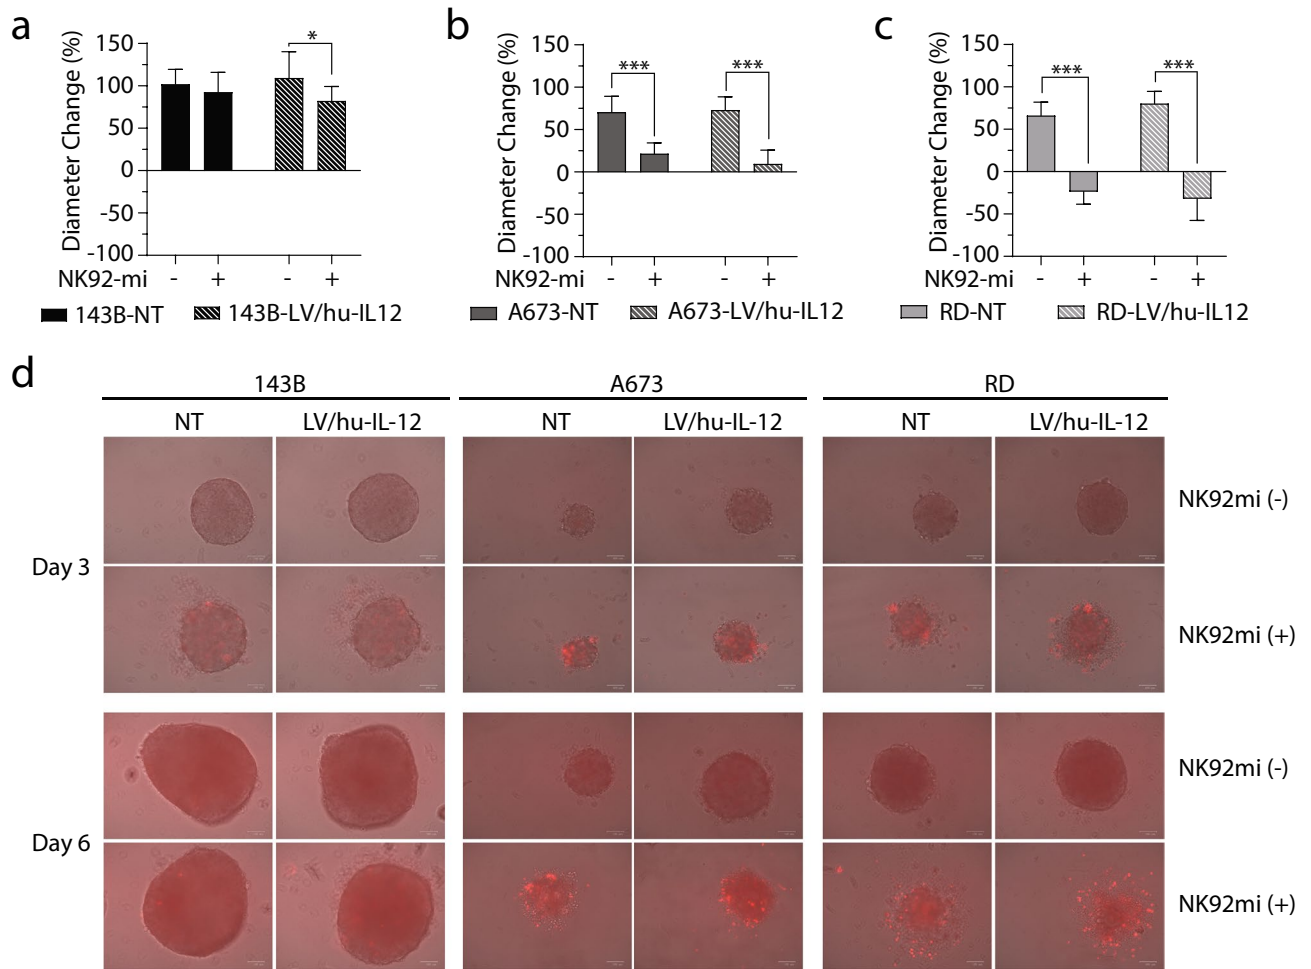 a
150
100
50
0
-50
-100
Diameter Change (%)
*
NK92-mi - + - +
143B-NT 143B-LV/hu-IL12
b
150
100
50
0
-50
-100
Diameter Change (%)
*** ***
NK92-mi - + - +
A673-NT A673-LV/hu-IL12
c
150
100
50
0
-50
-100
Diameter Change (%)
*** ***
NK92-mi - + - +
RD-NT RD-LV/hu-IL12
d
143B A673 RD
NT LV/hu-IL-12 NT LV/hu-IL-12 NT LV/hu-IL-12
Day 3
NK92mi (-)
NK92mi (+)
Day 6
NK92mi (-)
NK92mi (+)